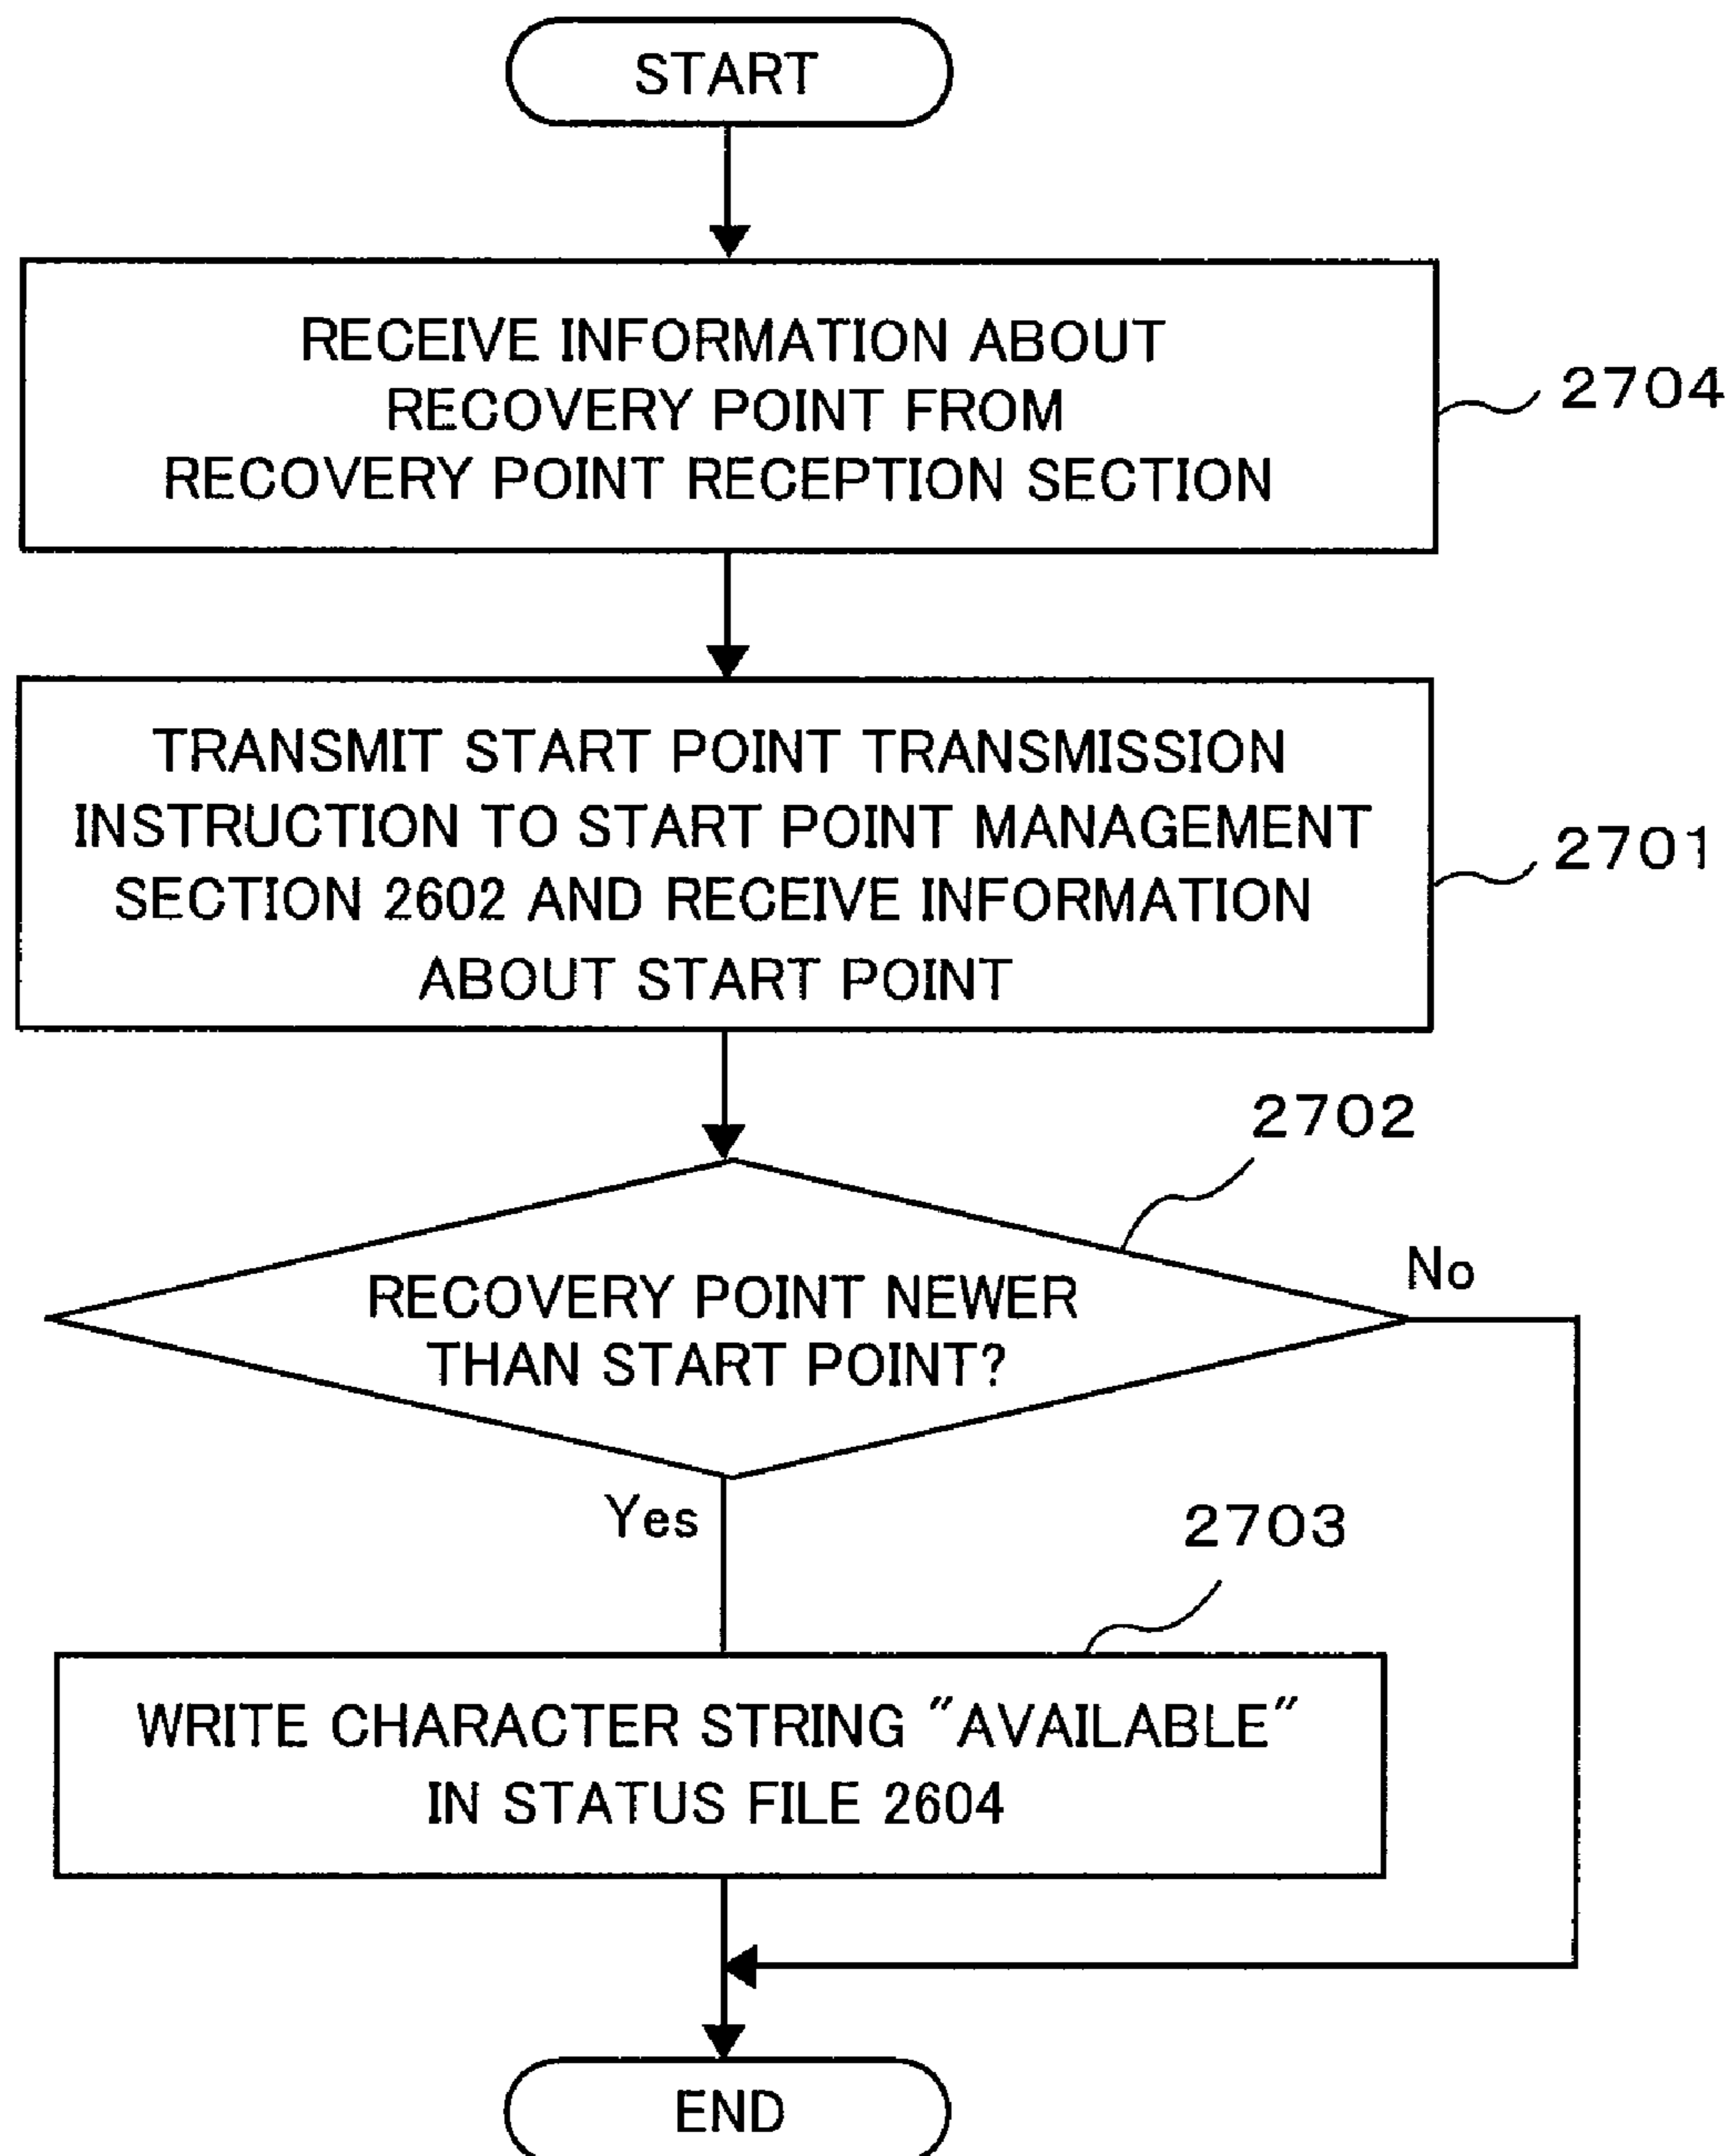 START
RECEIVE INFORMATION ABOUT
RECOVERY POINT FROM
RECOVERY POINT RECEPTION SECTION
2704
TRANSMIT START POINT TRANSMISSION
INSTRUCTION TO START POINT MANAGEMENT
SECTION 2602 AND RECEIVE INFORMATION
ABOUT START POINT
2701
2702
RECOVERY POINT NEWER
THAN START POINT?
No
Yes
2703
WRITE CHARACTER STRING "AVAILABLE"
IN STATUS FILE 2604
END